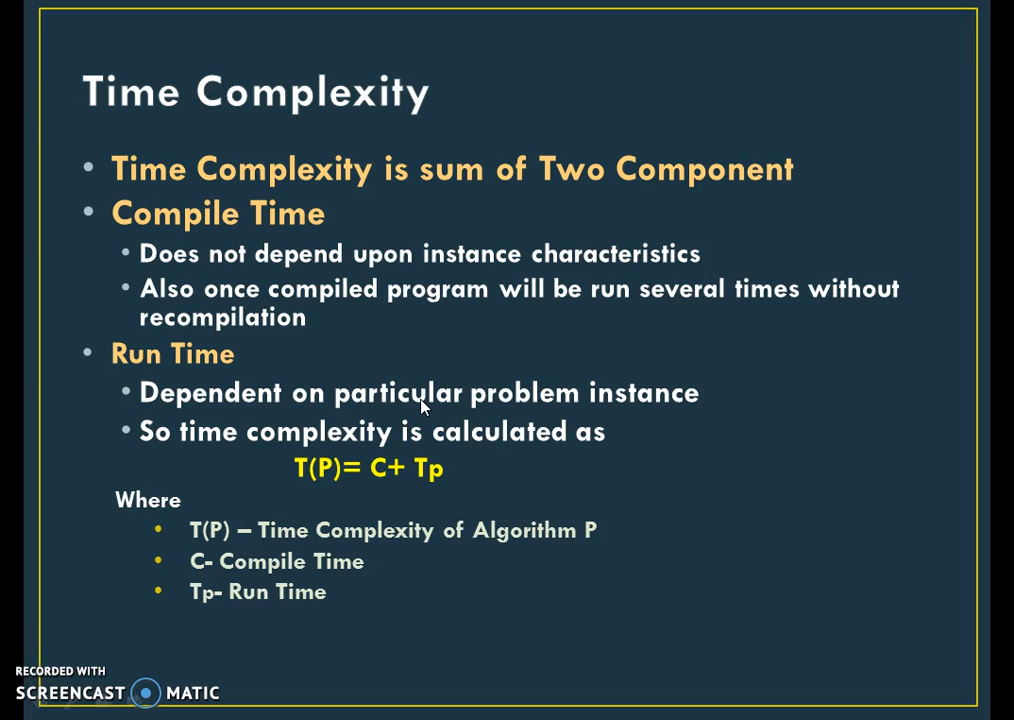 Time Complexity
• Time Complexity is sum of Two Component
• Compile Time
• Does not depend upon instance characteristics
• Also once compiled program will be run several times without
recompilation
• Run Time
• Dependent on particular problem instance
• So time complexity is calculated as
T(P)= C+ Tp
Where
• T(P) – Time Complexity of Algorithm P
• C- Compile Time
• Tp- Run Time
RECORDED WITH
SCREENCAST MATIC